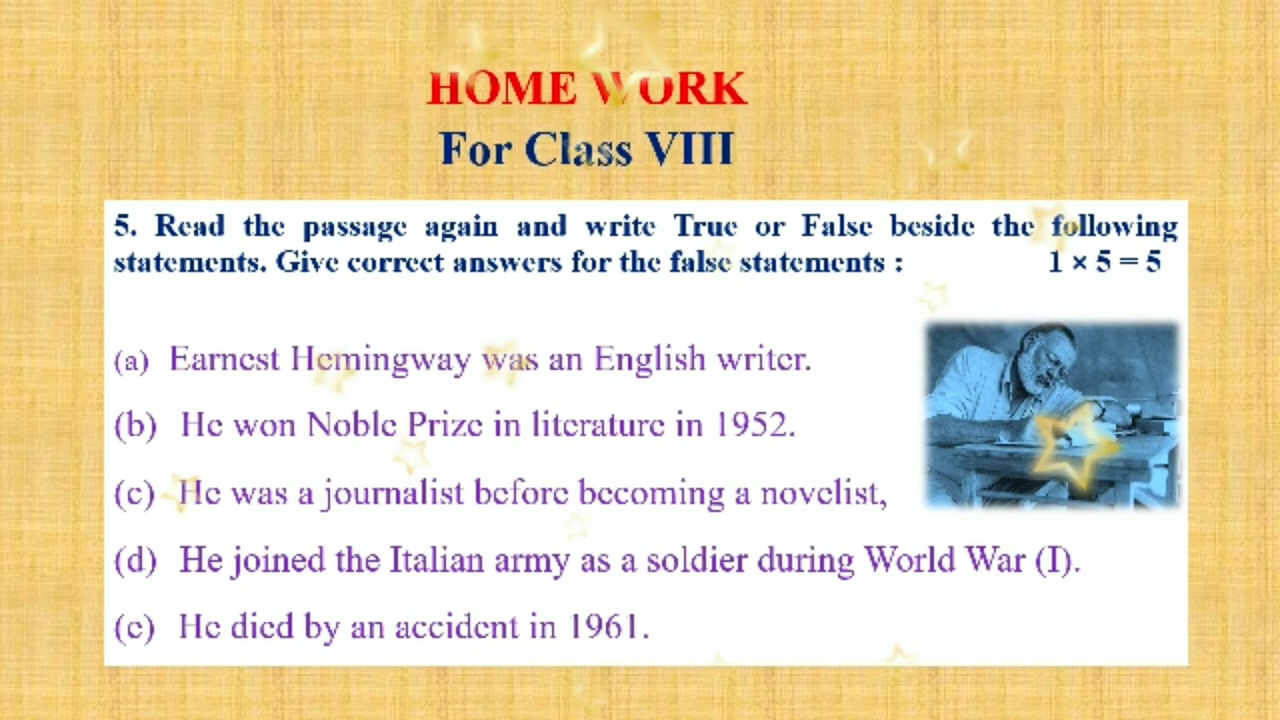 HOME WORK
For Class VIII
5. Read the passage again and write True or False beside the following
statements. Give correct answers for the false statements : 1 × 5 = 5
(a) Earnest Hemingway was an English writer.
(b) He won Noble Prize in literature in 1952.
(c) He was a journalist before becoming a novelist,
(d) He joined the Italian army as a soldier during World War (I).
(e) He died by an accident in 1961.